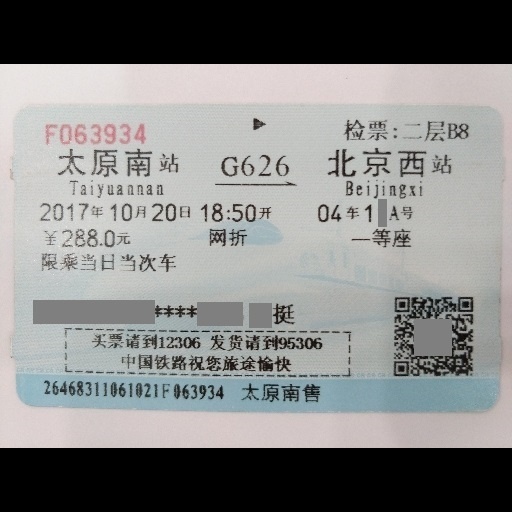 F063934 检票:二层B8
太原南站 G626 北京西站
Taiyuannan Beijingxi
2017年10月20日18:50开 04车1 A号
￥288.0元 网折 一等座
限乘当日当次车
**** 挺
买票请到12306 发货请到95306
中国铁路祝您旅途愉快
26468311061021F063934 太原南售